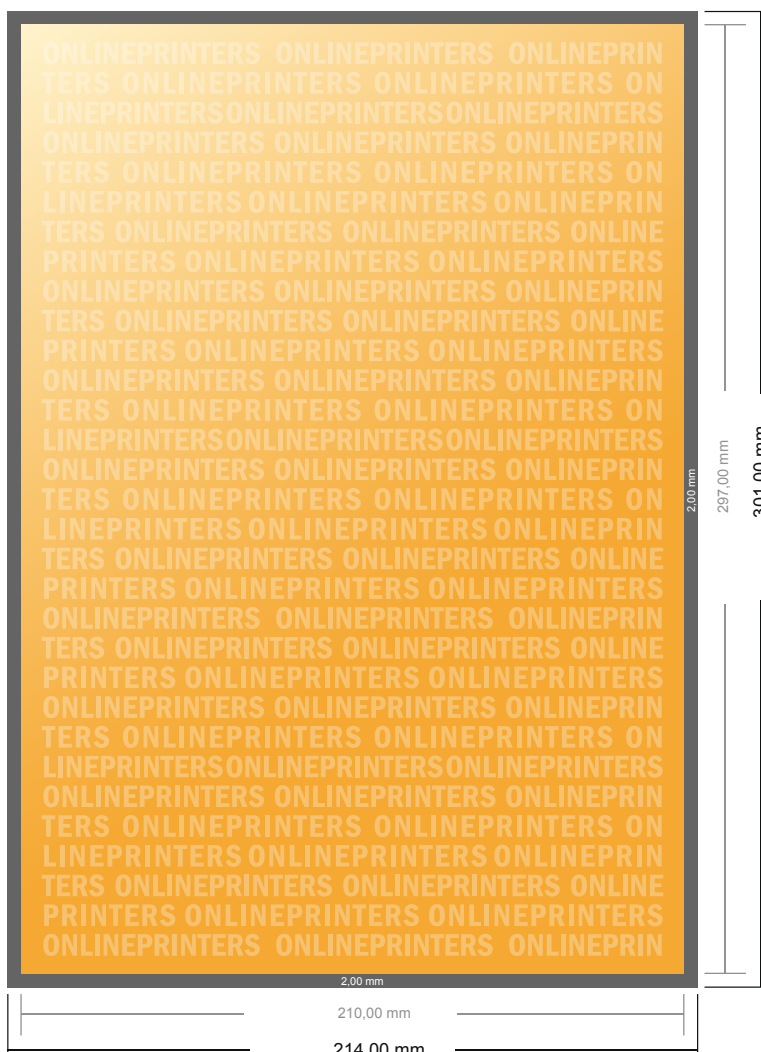 ONLINEPRINTERS ONLINEPRINTERS ONLINEPRIN
TERS ONLINEPRINTERS ONLINEPRINTERS ON
LINEPRINTERSONLINEPRINTERSONLINEPRINTERS
ONLINEPRINTERS ONLINEPRINTERS ONLINEPRIN
TERS ONLINEPRINTERS ONLINEPRINTERS ON
LINEPRINTERS ONLINEPRINTERS ONLINEPRIN
TERS ONLINEPRINTERS ONLINEPRINTERS ONLINE
PRINTERS ONLINEPRINTERS ONLINEPRINTERS
ONLINEPRINTERS ONLINEPRINTERS ONLINEPRIN
TERS ONLINEPRINTERS ONLINEPRINTERS ONLINE
PRINTERS ONLINEPRINTERS ONLINEPRINTERS
ONLINEPRINTERS ONLINEPRINTERS ONLINEPRIN
TERS ONLINEPRINTERS ONLINEPRINTERS ON
LINEPRINTERSONLINEPRINTERSONLINEPRINTERS
ONLINEPRINTERS ONLINEPRINTERS ONLINEPRIN
TERS ONLINEPRINTERS ONLINEPRINTERS ON
LINEPRINTERS ONLINEPRINTERS ONLINEPRIN
TERS ONLINEPRINTERS ONLINEPRINTERS ONLINE
PRINTERS ONLINEPRINTERS ONLINEPRINTERS
ONLINEPRINTERS ONLINEPRINTERS ONLINEPRIN
TERS ONLINEPRINTERS ONLINEPRINTERS ONLINE
PRINTERS ONLINEPRINTERS ONLINEPRINTERS
ONLINEPRINTERS ONLINEPRINTERS ONLINEPRIN
TERS ONLINEPRINTERS ONLINEPRINTERS ON
LINEPRINTERSONLINEPRINTERSONLINEPRINTERS
ONLINEPRINTERS ONLINEPRINTERS ONLINEPRIN
TERS ONLINEPRINTERS ONLINEPRINTERS ON
LINEPRINTERS ONLINEPRINTERS ONLINEPRIN
TERS ONLINEPRINTERS ONLINEPRINTERS ONLINE
PRINTERS ONLINEPRINTERS ONLINEPRINTERS
ONLINEPRINTERS ONLINEPRINTERS ONLINEPRIN
2,00 mm
297,00 mm
301,00 mm
2,00 mm
210,00 mm
214,00 mm